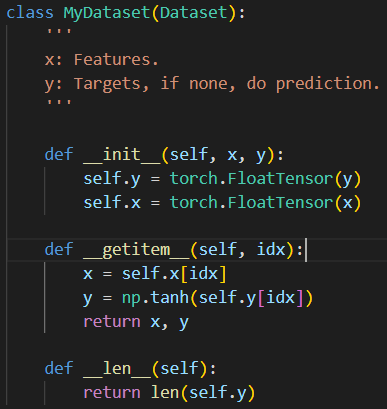 class MyDataset(Dataset):
    '''
    x: Features.
    y: Targets, if none, do prediction.
    '''

    def __init__(self, x, y):
        self.y = torch.FloatTensor(y)
        self.x = torch.FloatTensor(x)

    def __getitem__(self, idx):
        x = self.x[idx]
        y = np.tanh(self.y[idx])
        return x, y

    def __len__(self):
        return len(self.y)